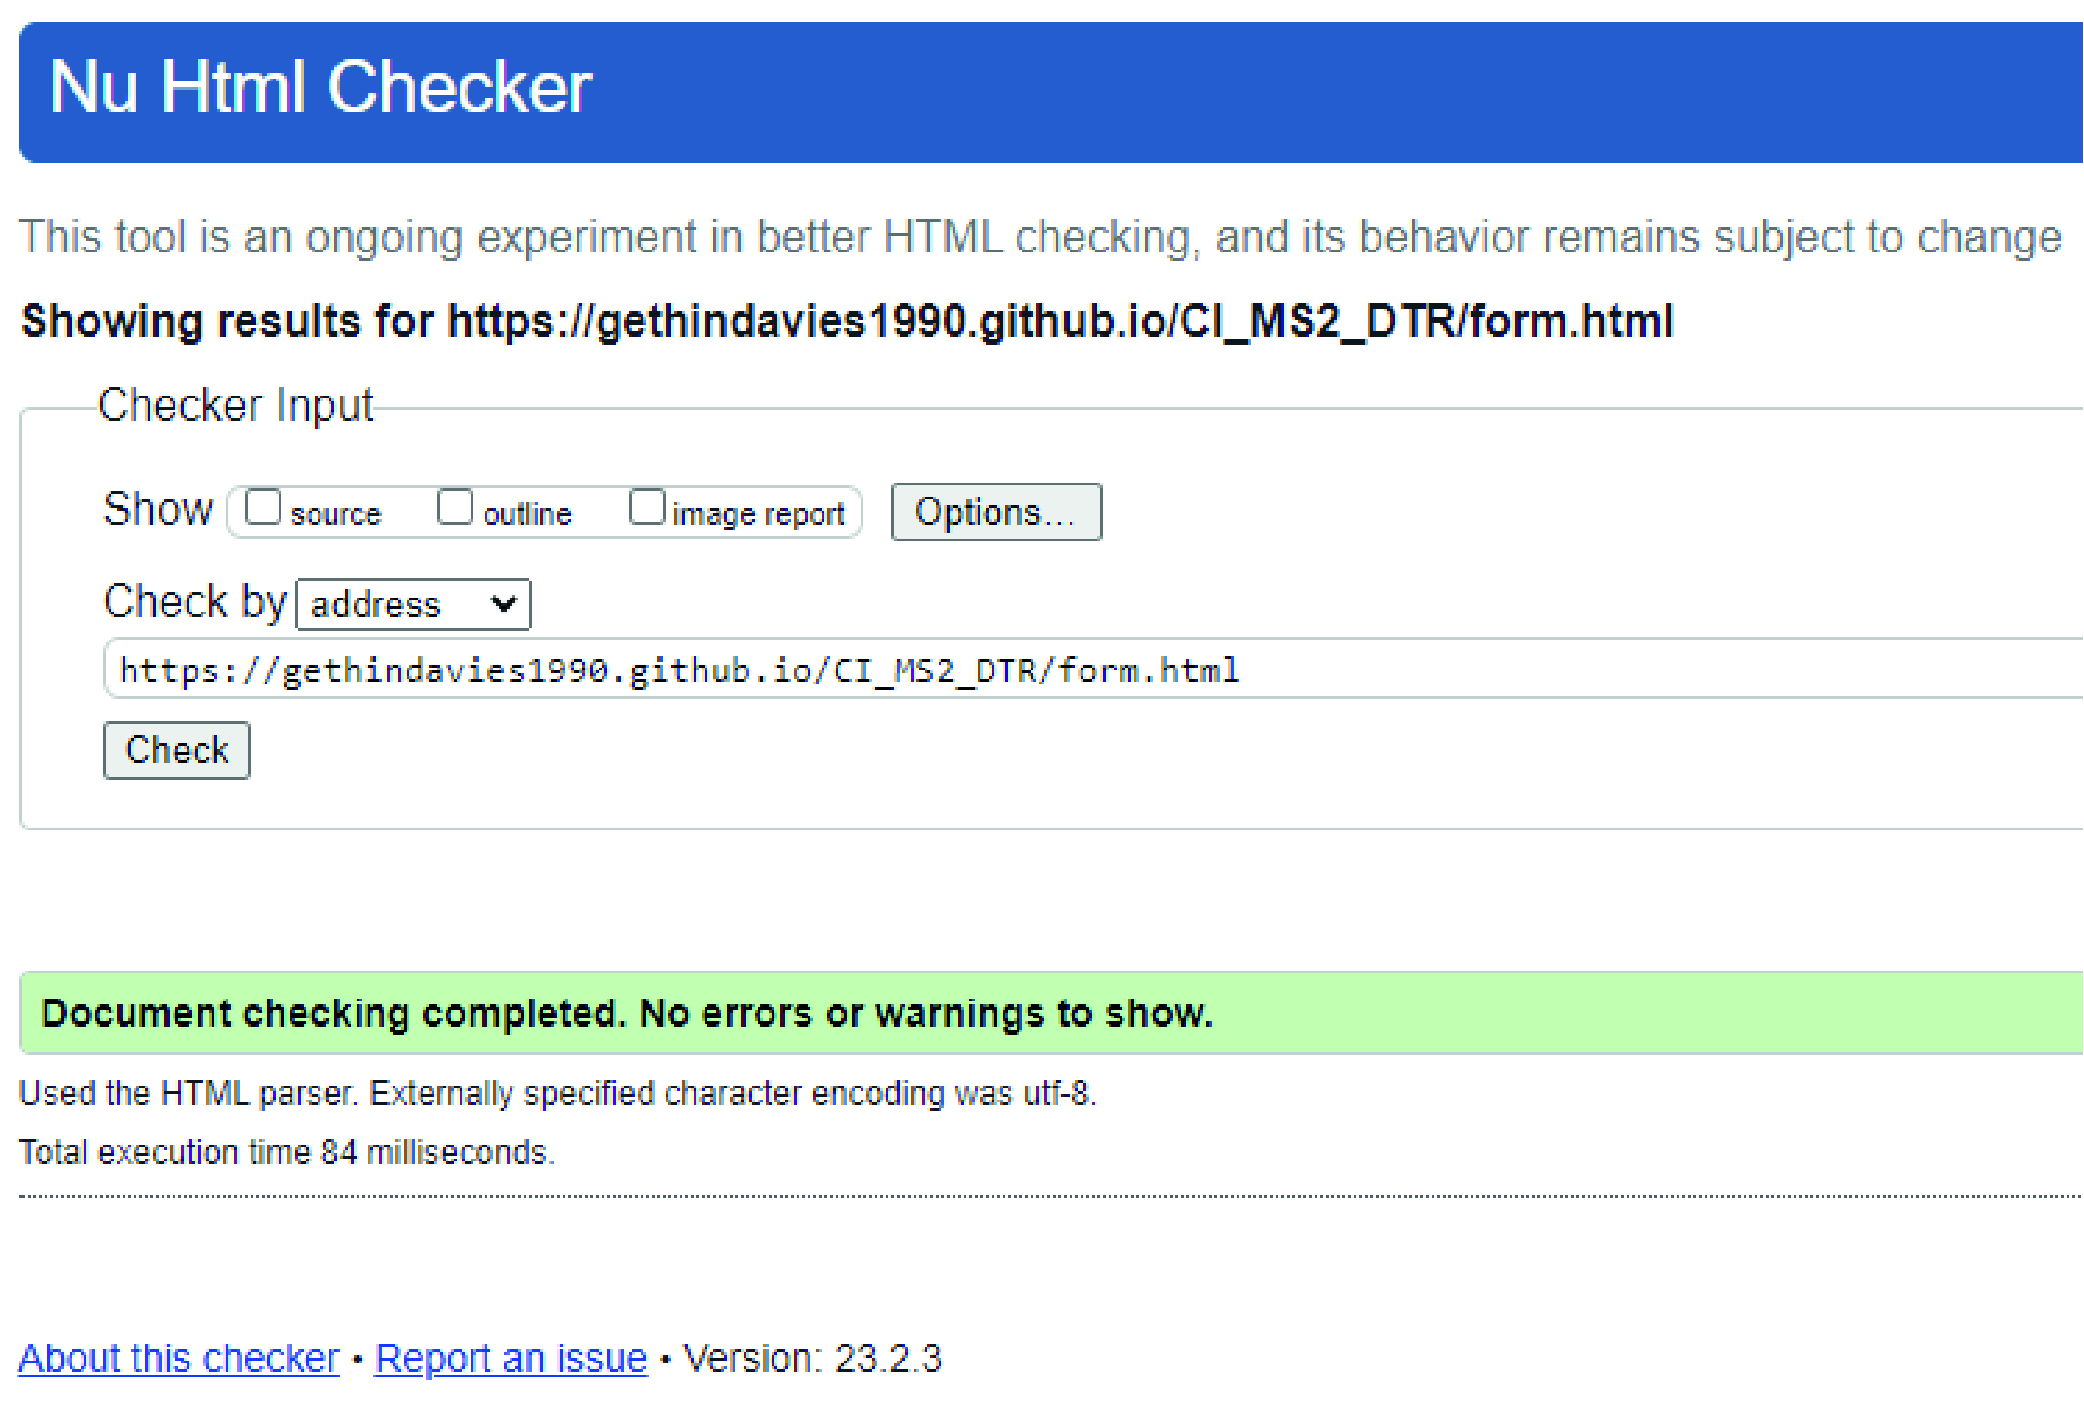 Nu Html Checker
This tool is an ongoing experiment in better HTML checking, and its behavior remains subject to change
Showing results for https://gethindavies1990.github.io/CI_MS2_DTR/form.html
Checker Input
Show source outline image report Options...
Check by address
https://gethindavies1990.github.io/CI_MS2_DTR/form.html
Check
Document checking completed. No errors or warnings to show.
Used the HTML parser. Externally specified character encoding was utf-8.
Total execution time 84 milliseconds.
About this checker • Report an issue • Version: 23.2.3